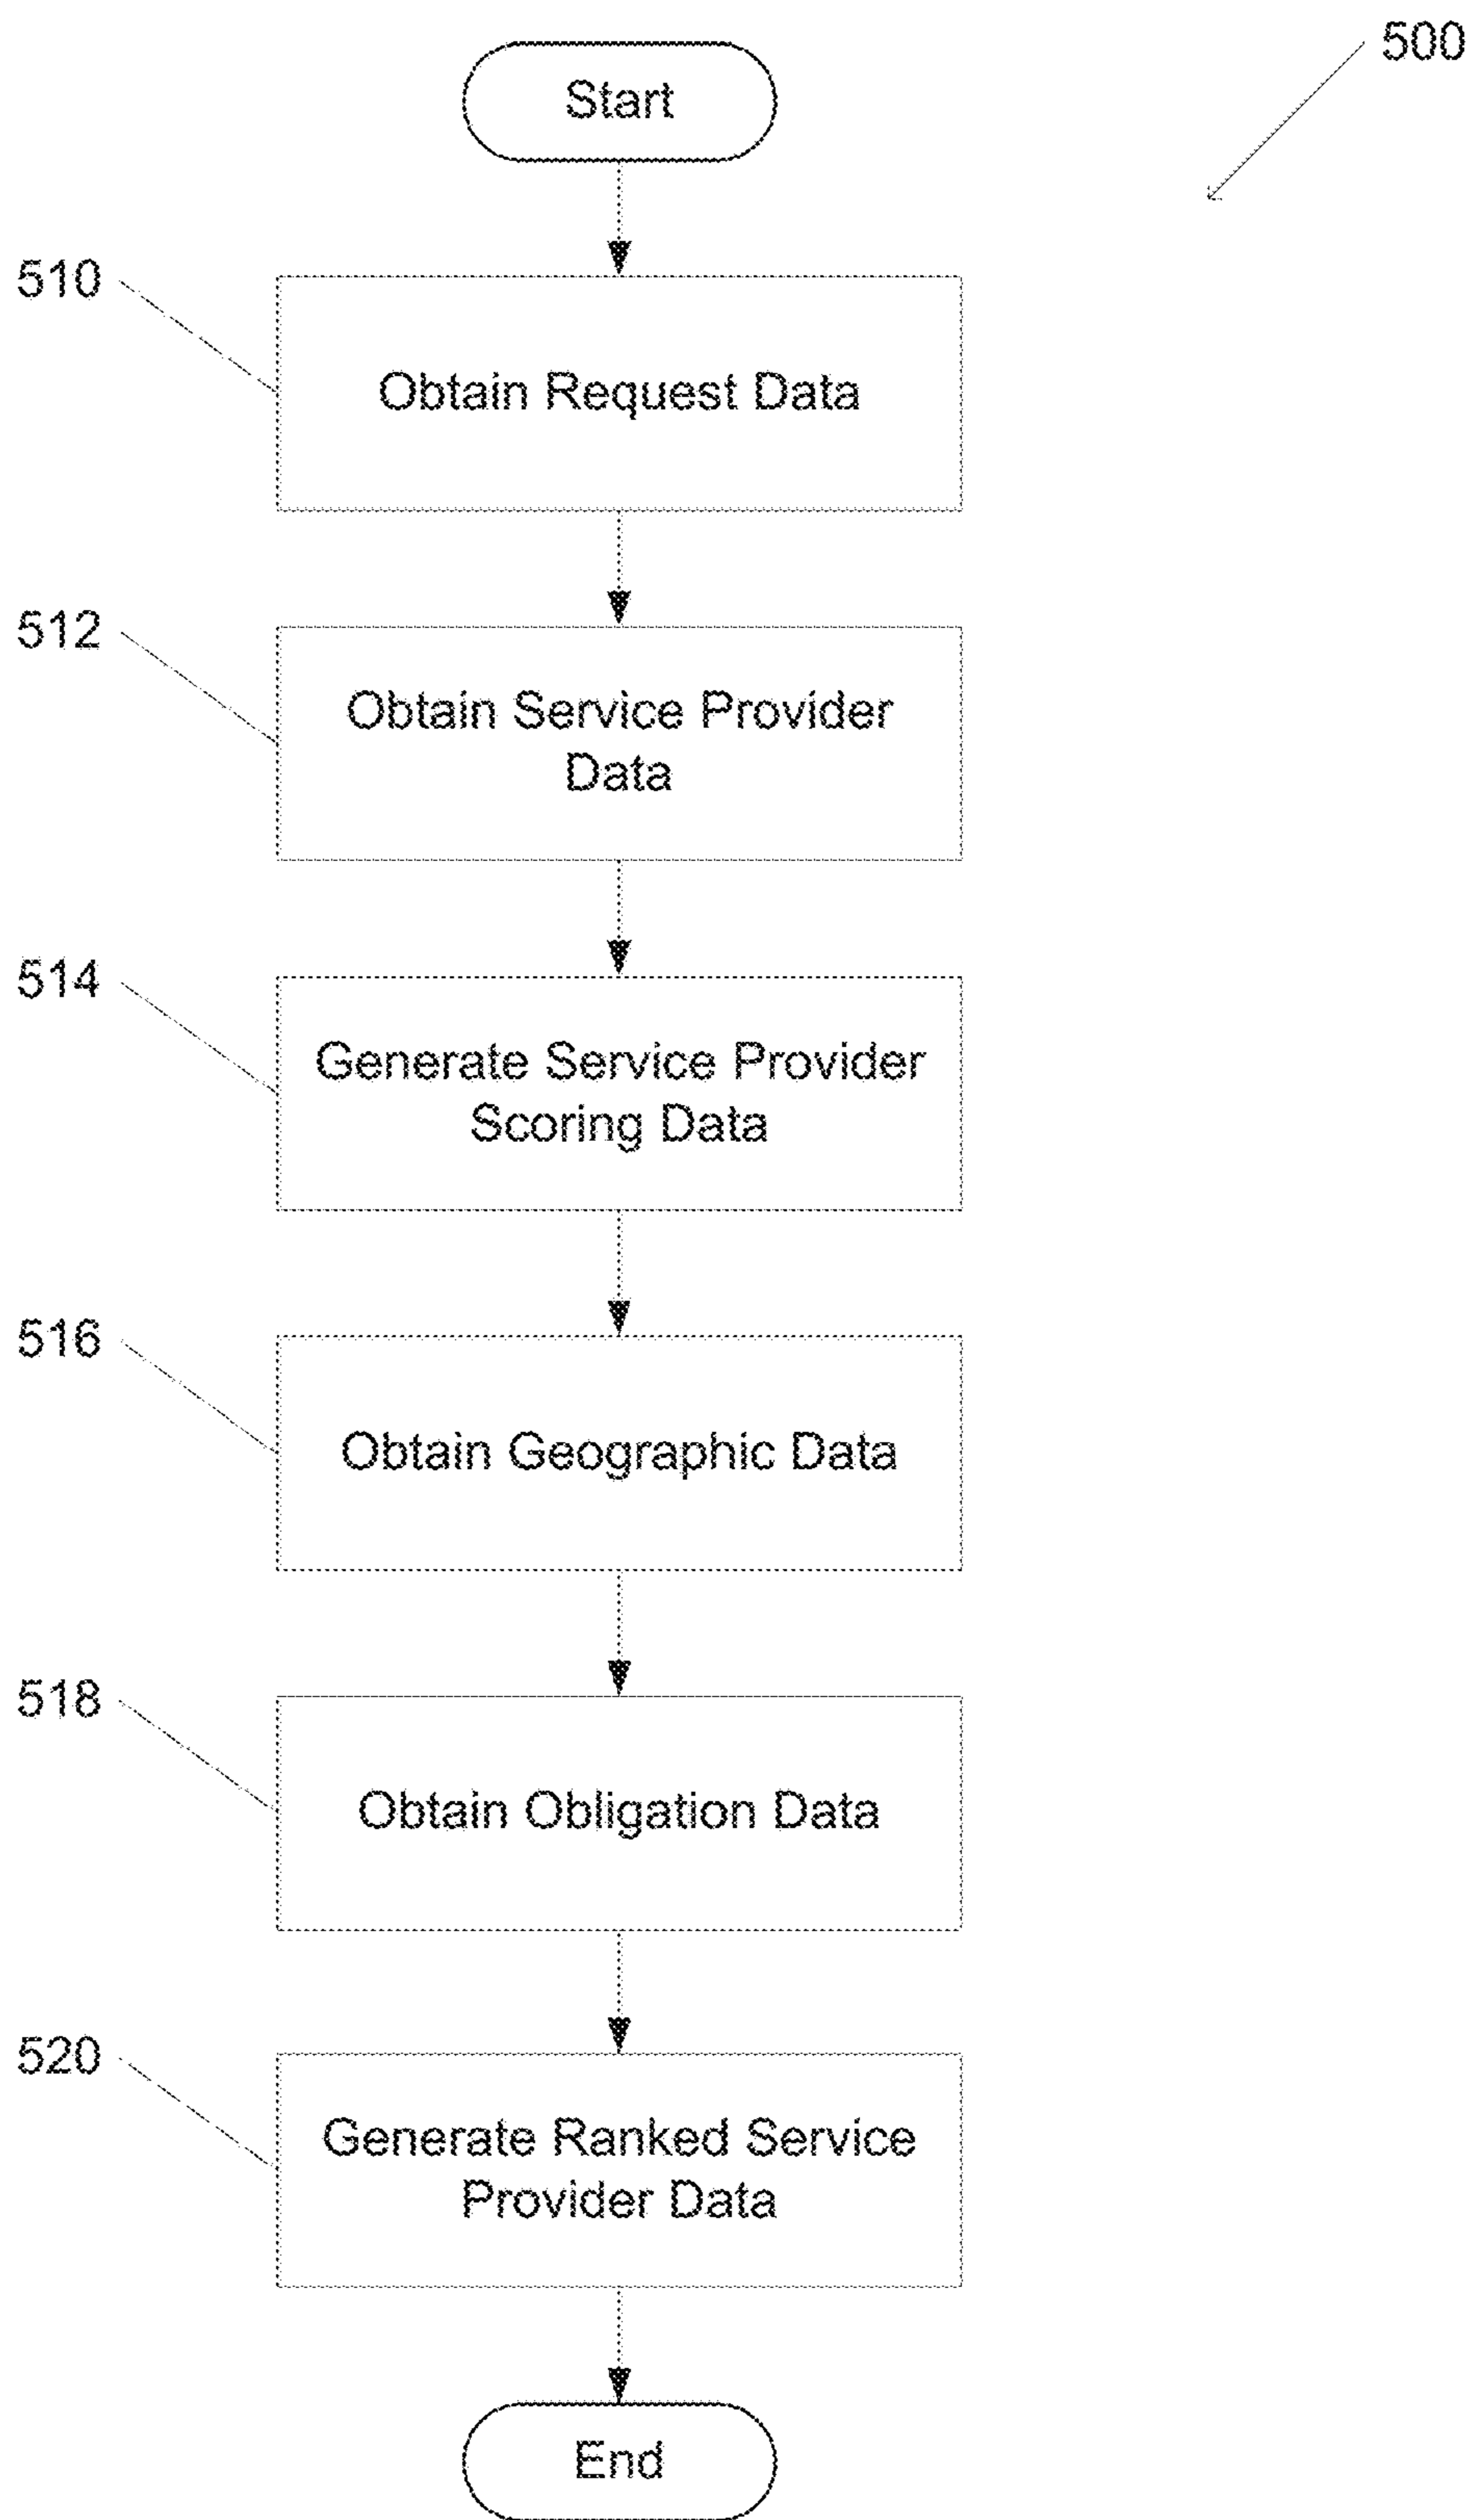 500
Start
510
Obtain Request Data
512
Obtain Service Provider
Data
514
Generate Service Provider
Scoring Data
516
Obtain Geographic Data
518
Obtain Obligation Data
520
Generate Ranked Service
Provider Data
End